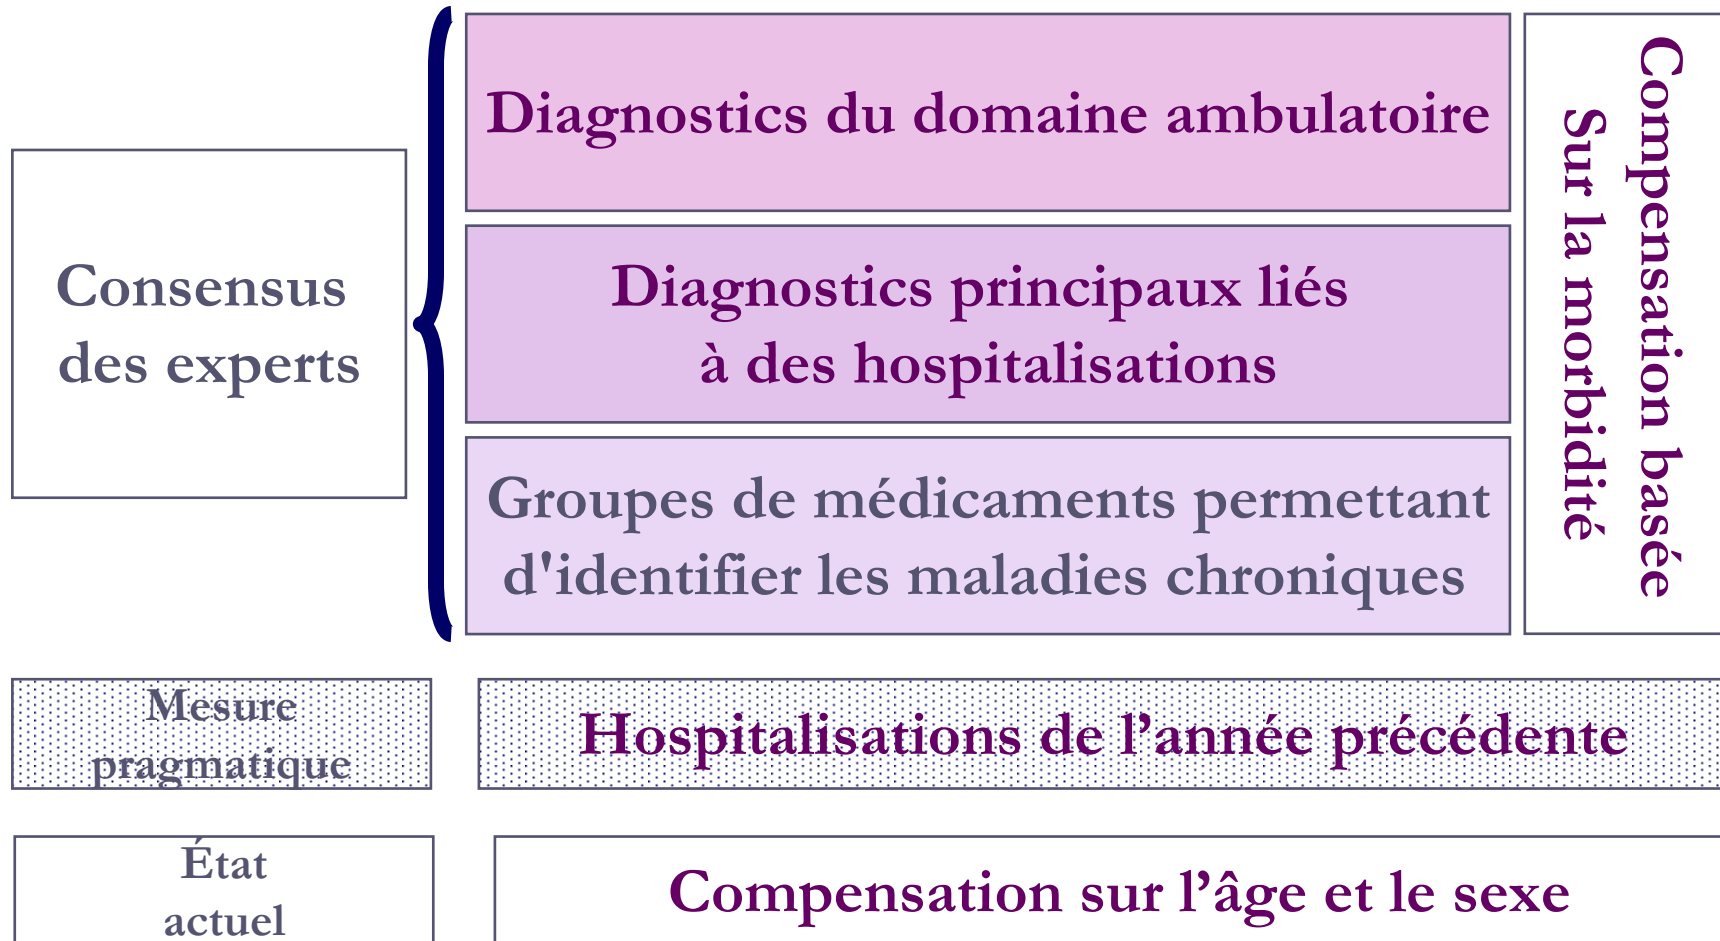 Consensus
des experts
Diagnostics du domaine ambulatoire
Diagnostics principaux liés
à des hospitalisations
Groupes de médicaments permettant
d'identifier les maladies chroniques
Compensation basée
Sur la morbidité
Mesure
pragmatique
Hospitalisations de l’année précédente
État
actuel
Compensation sur l’âge et le sexe